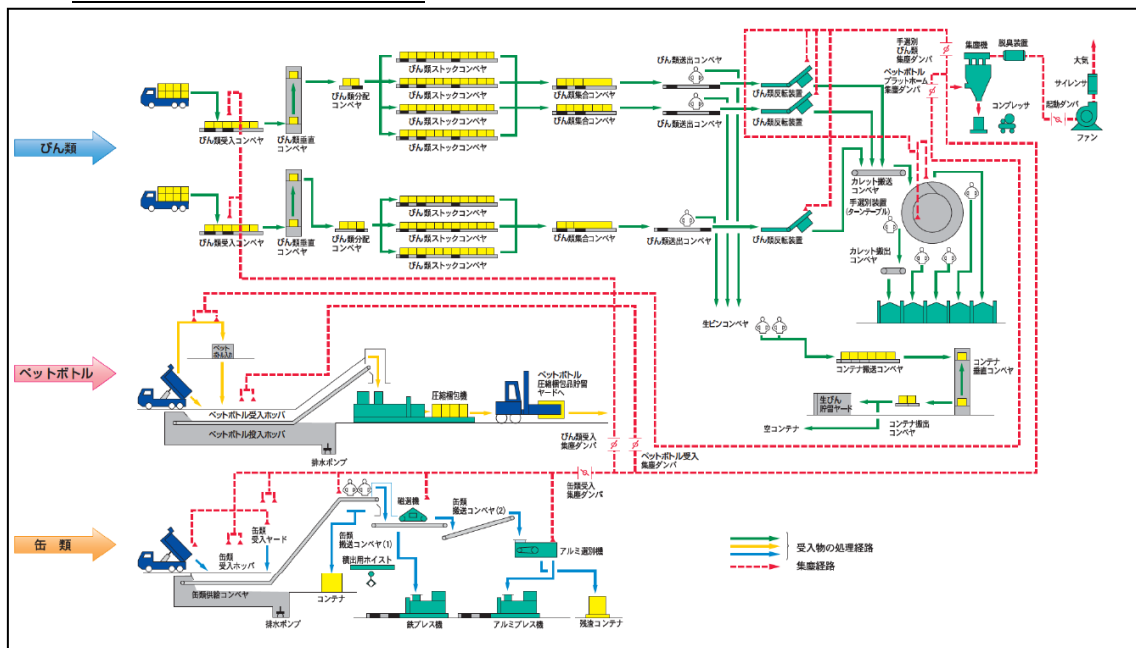 びん類
びん類受入コンベヤ
びん類垂直
コンベヤ
びん類分配
コンベヤ
びん類ストックコンベヤ
びん類ストックコンベヤ
びん類ストックコンベヤ
びん類ストックコンベヤ
びん類集合コンベヤ
びん類集合コンベヤ
びん類送出コンベヤ
びん類送出コンベヤ
びん類反転装置
びん類反転装置
手選別
びん類
集塵ダンパ
ペットボトル
プラットホーム
集塵ダンパ
集塵機
脱臭装置
大気
サイレンサ
コンプレッサ
起動ダンパ
ファン
びん類受入コンベヤ
びん類垂直
コンベヤ
びん類分配
コンベヤ
びん類ストックコンベヤ
びん類ストックコンベヤ
びん類ストックコンベヤ
びん類集合コンベヤ
びん類送出コンベヤ
びん類反転装置
カレット搬送
コンベヤ
手選別装置
(ターンテーブル)
カレット搬出
コンベヤ
生ビンコンベヤ
コンテナ搬送コンベヤ
コンテナ
垂直コンベヤ
生びん
貯留ヤード
空コンテナ
コンテナ搬出
コンベヤ
ペットボトル
ペット
ペットボトル受入ホッパ
ペットボトル投入ホッパ
排水ポンプ
圧縮梱包機
ペットボトル
圧縮梱包品貯留
ヤードへ
びん類受入
集塵ダンパ
ペットボトル受入
集塵ダンパ
缶類受入
集塵ダンパ
缶類
缶類
受入ヤード
缶類
受入ホッパ
缶類供給コンベヤ
排水ポンプ
コンテナ
缶類
搬送コンベヤ(1)
積出用ホイスト
磁選機
缶類
搬送コンベヤ(2)
アルミ選別機
鉄プレス機
アルミプレス機
残渣コンテナ
受入物の処理経路
集塵経路